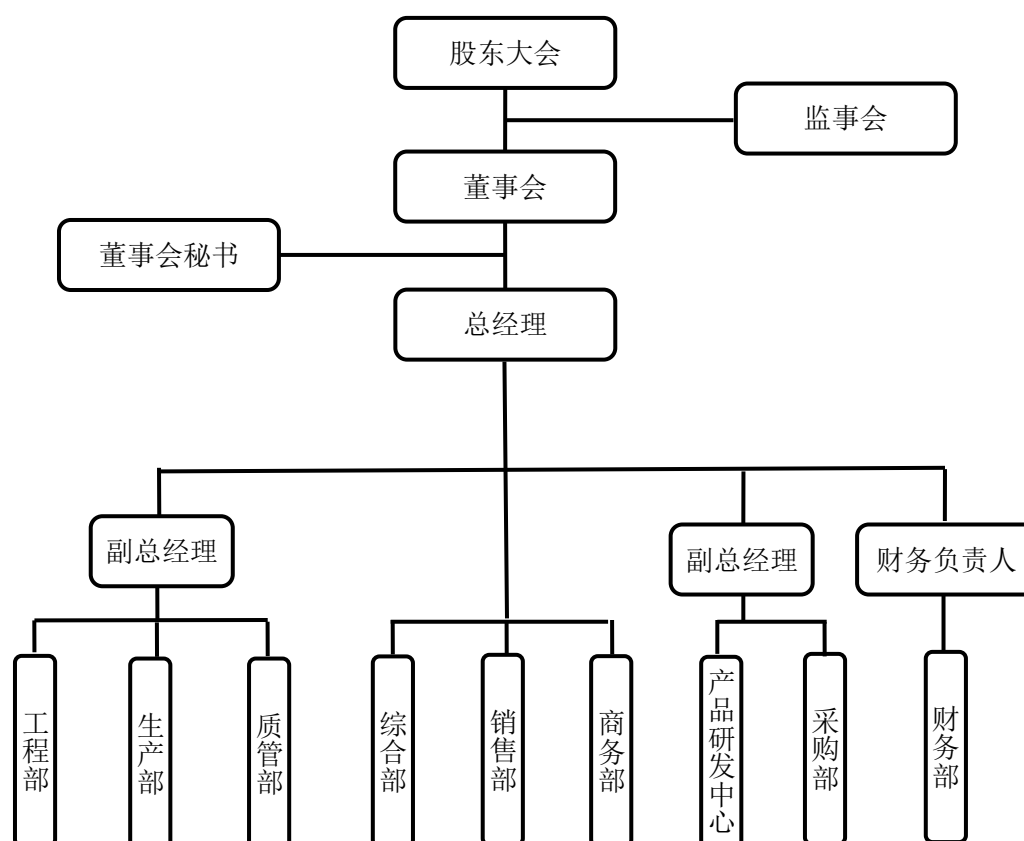 股东大会
监事会
董事会
董事会秘书
总经理
副总经理
副总经理
财务负责人
工程部
生产部
质管部
综合部
销售部
商务部
产品研发中心
采购部
财务部